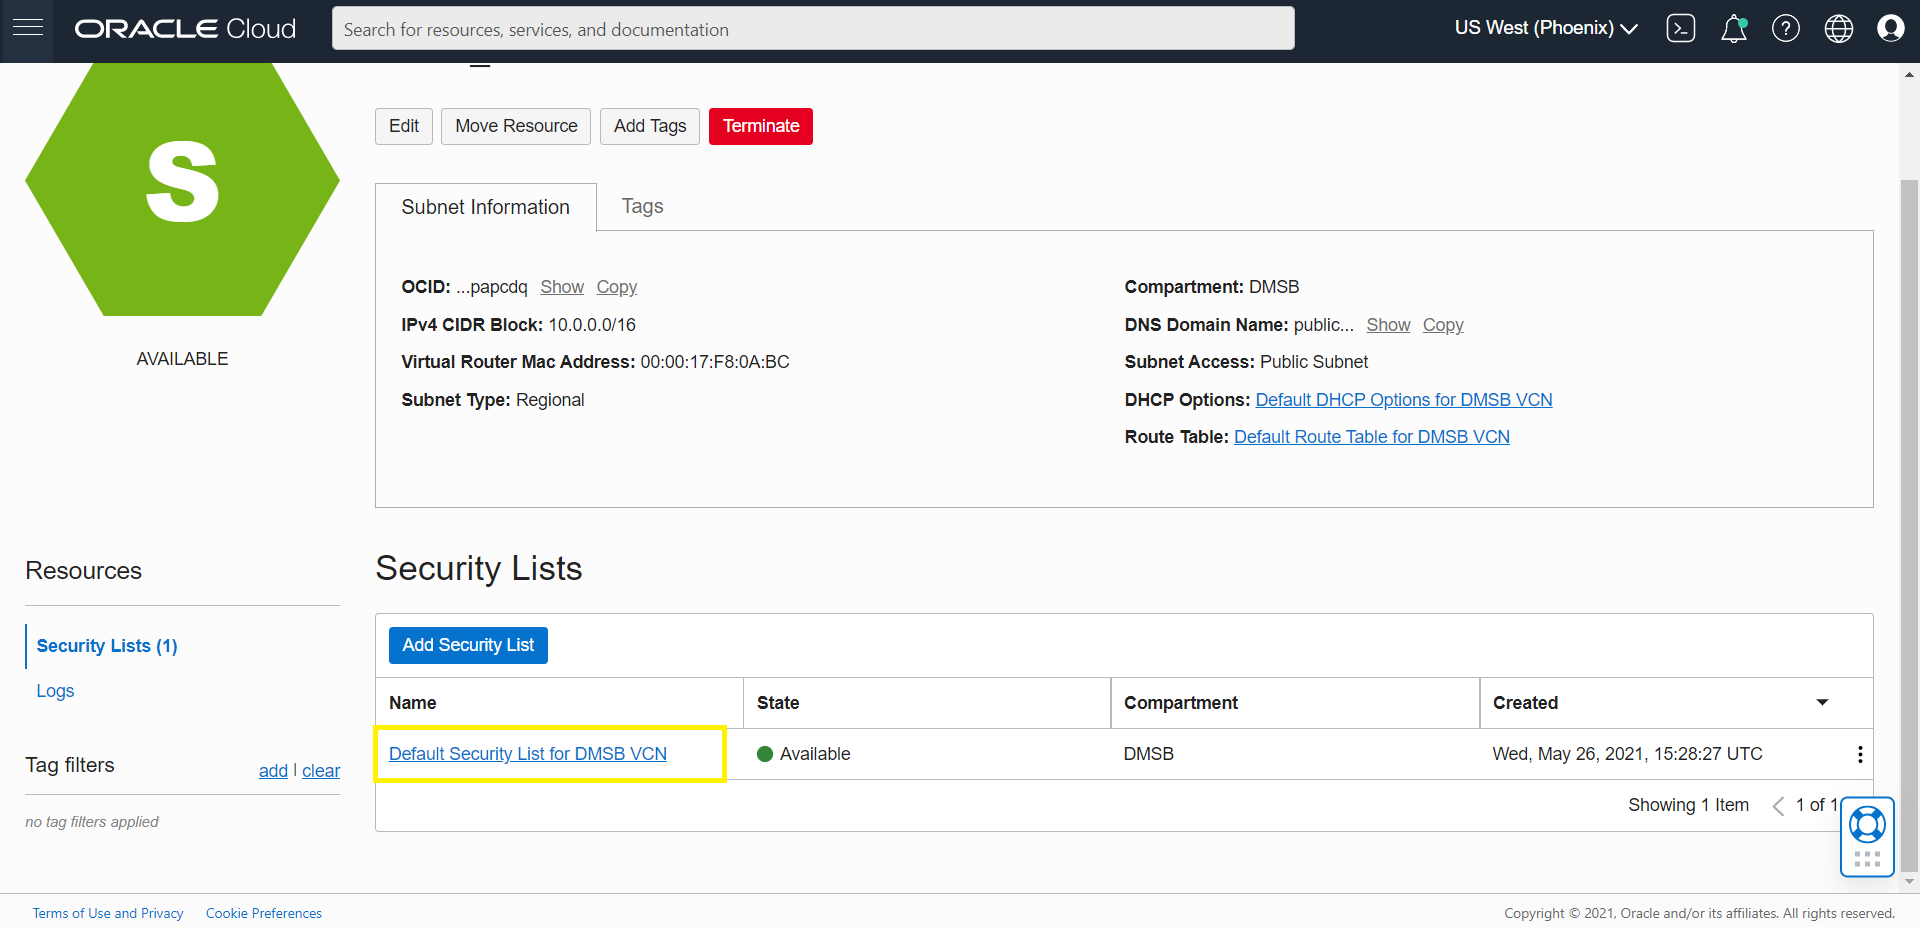 ORACLE Cloud
Search for resources, services, and documentation
US West (Phoenix)
S
AVAILABLE
Edit
Move Resource
Add Tags
Terminate
Subnet Information
Tags
OCID: ...papcdq Show Copy
IPv4 CIDR Block: 10.0.0.0/16
Virtual Router Mac Address: 00:00:17:F8:0A:BC
Subnet Type: Regional
Compartment: DMSB
DNS Domain Name: public... Show Copy
Subnet Access: Public Subnet
DHCP Options: Default DHCP Options for DMSB VCN
Route Table: Default Route Table for DMSB VCN
Resources
Security Lists (1)
Logs
Tag filters
add | clear
no tag filters applied
Security Lists
Add Security List
Name State Compartment Created
Default Security List for DMSB VCN Available DMSB Wed, May 26, 2021, 15:28:27 UTC
Showing 1 Item 1 of 1
Terms of Use and Privacy Cookie Preferences
Copyright © 2021, Oracle and/or its affiliates. All rights reserved.